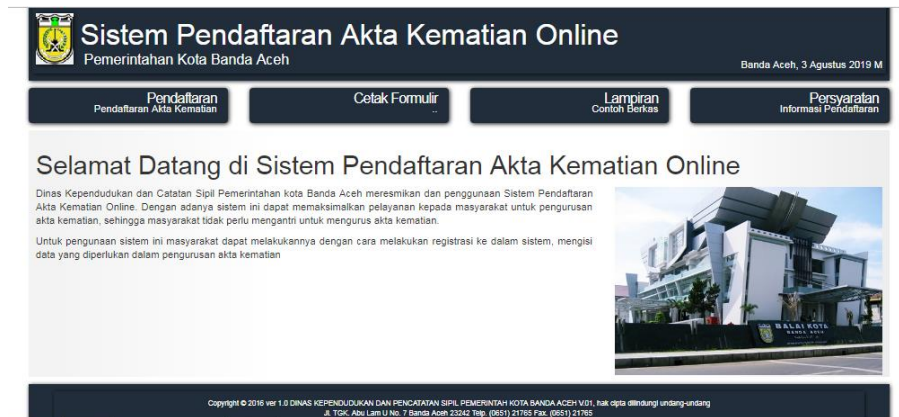 Sistem Pendaftaran Akta Kematian Online
Pemerintahan Kota Banda Aceh
Banda Aceh, 3 Agustus 2019 M
Pendaftaran
Pendaftaran Akta Kematian
Cetak Formulir
..
Lampiran
Contoh Berkas
Persyaratan
Informasi Pendaftaran
Selamat Datang di Sistem Pendaftaran Akta Kematian Online
Dinas Kependudukan dan Catatan Sipil Pemerintahan kota Banda Aceh meresmikan dan penggunaan Sistem Pendaftaran
Akta Kematian Online. Dengan adanya sistem ini dapat memaksimalkan pelayanan kepada masyarakat untuk pengurusan
akta kematian, sehingga masyarakat tidak perlu mengantri untuk mengurus akta kematian.
Untuk pengunaan sistem ini masyarakat dapat melakukannya dengan cara melakukan registrasi ke dalam sistem, mengisi
data yang diperlukan dalam pengurusan akta kematian
BALAI KOTA
BANDA ACEH
Copyright © 2016 ver 1.0 DINAS KEPENDUDUKAN DAN PENCATATAN SIPIL PEMERINTAH KOTA BANDA ACEH V.01, hak cipta dilindungi undang-undang
Jl. TGK. Abu Lam U No. 7 Banda Aceh 23242 Telp. (0651) 21765 Fax. (0651) 21765